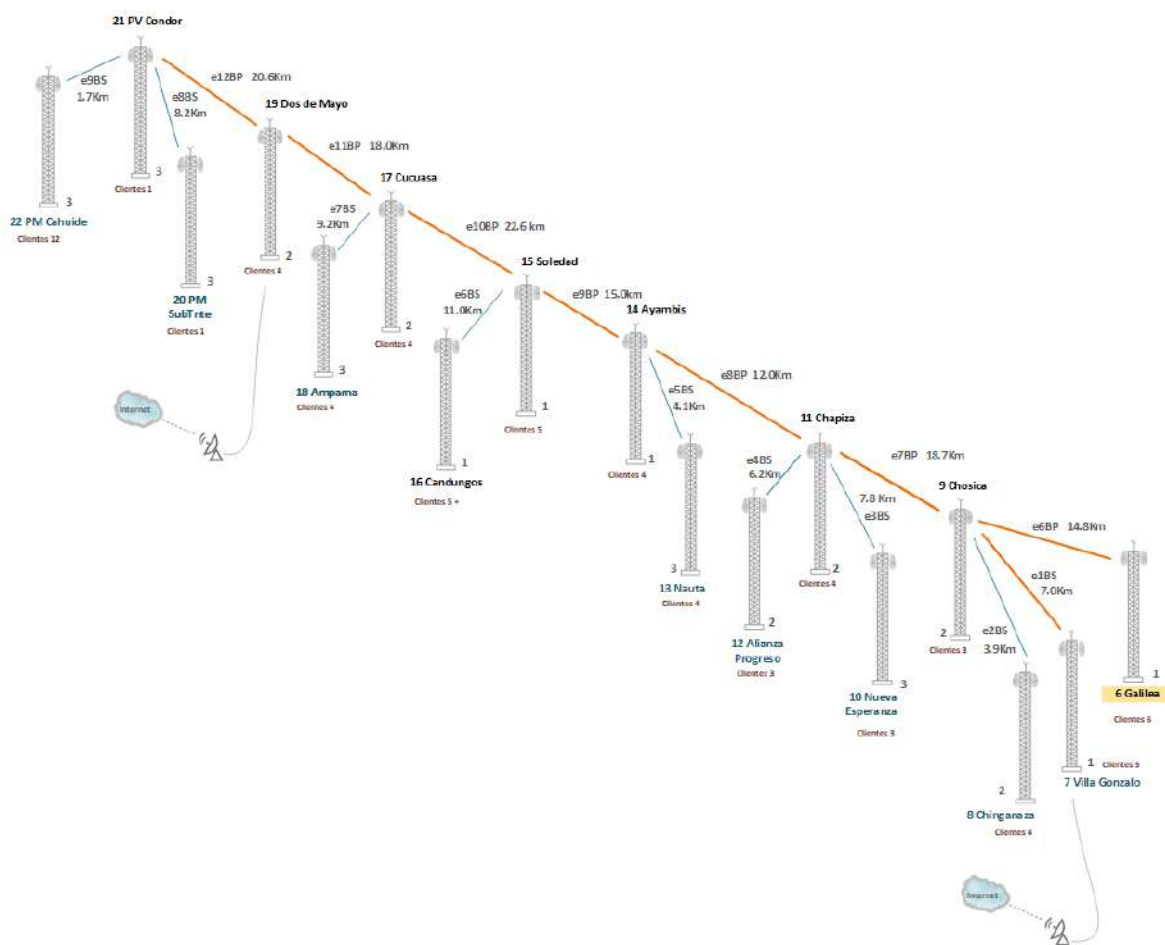 21 PV Condor
e9BS
1.7Km
e8BS
8.2Km
e12BP 20.6Km
19 Dos de Mayo
3
22 PM Cahuide
Clientes 12
3
Clientes 1
3
20 PM
SubTnte
Clientes 1
e11BP 18.0Km
17 Cucuasa
2
Clientes 4
Internet
e7BS
9.2Km
3
18 Ampama
Clientes 4
2
Clientes 4
e10BP 22.6 km
15 Soledad
e6BS
11.0Km
1
16 Candungos
Clientes 5 +
1
Clientes 5
e9BP 15.0km
14 Ayambis
1
Clientes 4
e5BS
4.1Km
3
13 Nauta
Clientes 4
e8BP 12.0Km
11 Chapiza
e4BS
6.2Km
2
12 Alianza
Progreso
Clientes 3
2
Clientes 4
7.8 Km
e3BS
3
10 Nueva
Esperanza
Clientes 3
e7BP 18.7Km
9 Chosica
2
Clientes 3
e2BS
3.9Km
2
8 Chinganaza
Clientes 4
e6BP 14.8Km
e1BS
7.0Km
1
6 Galilea
Clientes 6
1
7 Villa Gonzalo